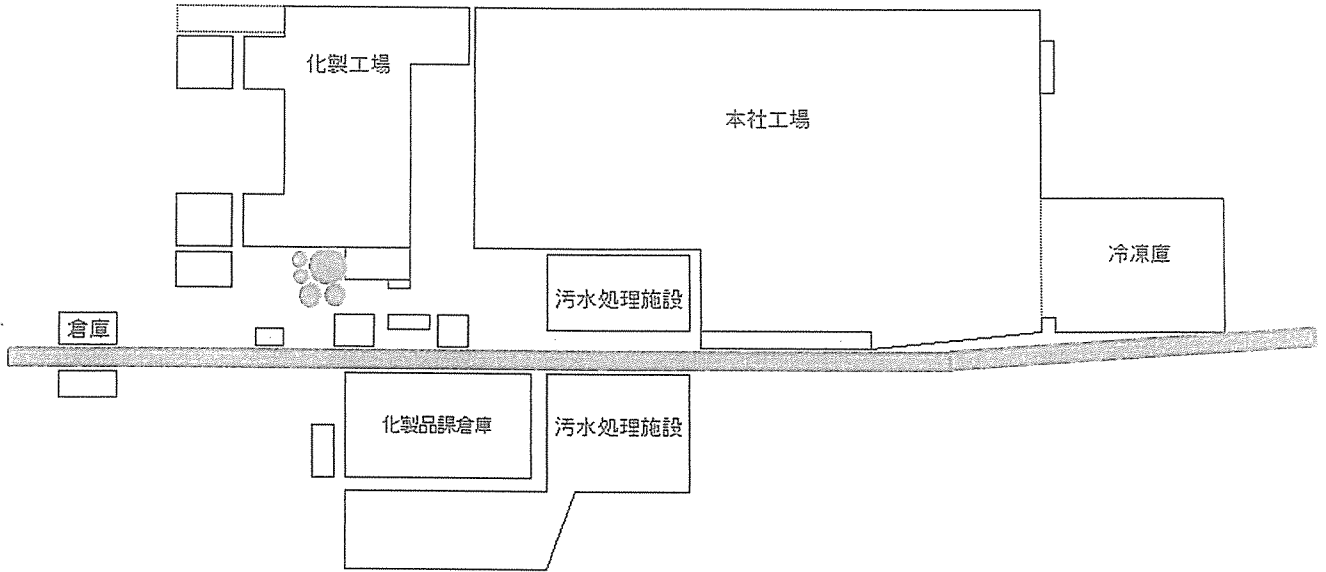 化製工場
本社工場
冷凍庫
汚水処理施設
倉庫
化製品課倉庫
汚水処理施設